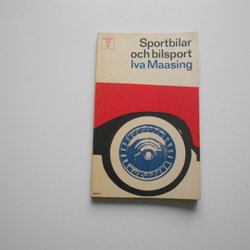 Sportbilar
och bilsport
Iva Maasing